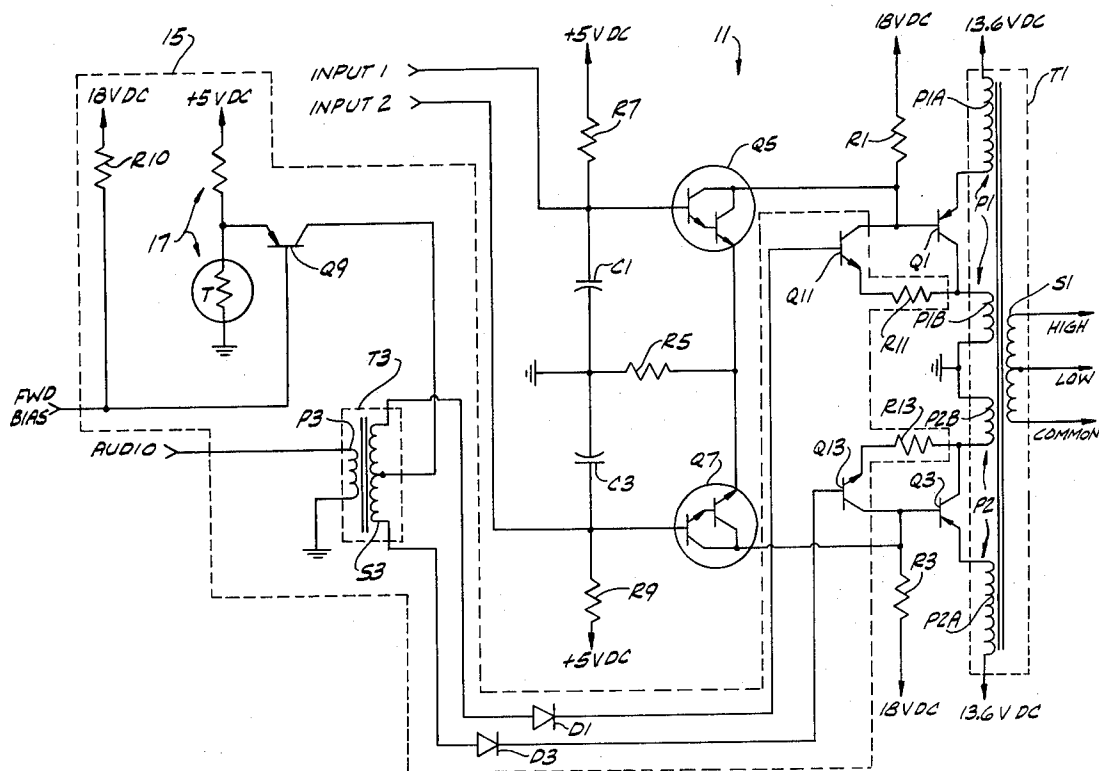 15
18VDC
+5VDC
R10
17
T
Q9
FWD
BIAS
AUDIO
P3
T3
S3
INPUT 1
INPUT 2
+5VDC
R7
C1
R5
C3
R9
+5VDC
11
Q5
Q7
18VDC
R1
Q11
R11
Q1
13.6VDC
P1A
T1
P1
P1B
S1
HIGH
LOW
COMMON
P2B
R13
Q13
Q3
P2
R3
P2A
18VDC
13.6VDC
D1
D3